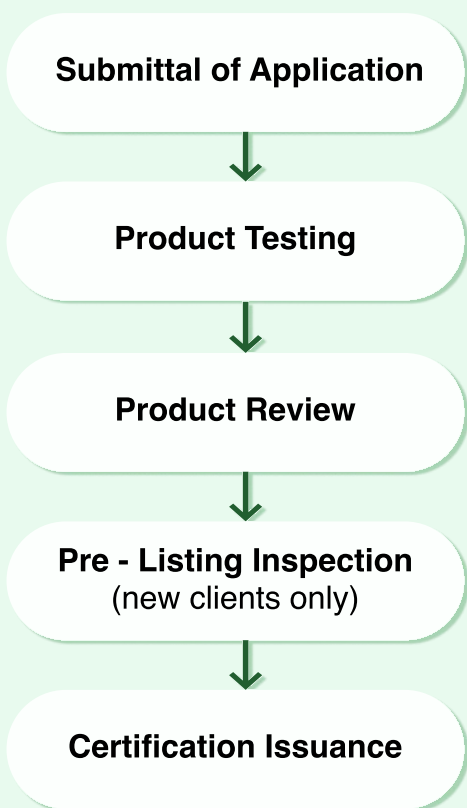 Submittal of Application
Product Testing
Product Review
Pre - Listing Inspection
(new clients only)
Certification Issuance